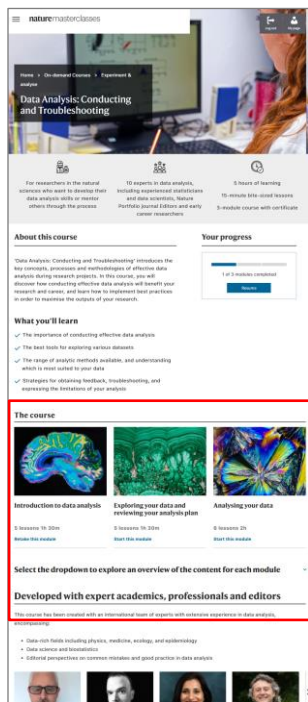 naturemasterclasses
Logout
My page
Home > On-demand Courses > Experiment &
analyse
Data Analysis: Conducting
and Troubleshooting
For researchers in the natural
sciences who want to develop their
data analysis skills or mentor
others through the process
10 experts in data analysis,
including experienced statisticians
and data scientists, Nature
Portfolio journal Editors and early
career researchers
5 hours of learning
15-minute bite-sized lessons
3-module course with certificate
About this course
'Data Analysis: Conducting and Troubleshooting' introduces the
key concepts, processes and methodologies of effective data
analysis during research projects. In this course, you will
discover how conducting effective data analysis will benefit your
research and career, and learn how to implement best practices
in order to maximise the outputs of your research.
Your progress
1 of 3 modules completed
Resume
What you'll learn
The importance of conducting effective data analysis
The best tools for exploring various datasets
The range of analytic methods available, and understanding
which is most suited to your data
Strategies for obtaining feedback, troubleshooting, and
expressing the limitations of your analysis
The course
Introduction to data analysis
5 lessons 1h 30m
Retake this module
Exploring your data and
reviewing your analysis plan
5 lessons 1h 30m
Start this module
Analysing your data
9 lessons 2h
Start this module
Select the dropdown to explore an overview of the content for each module
Developed with expert academics, professionals and editors
This course has been created with an international team of experts with extensive experience in data analysis,
encompassing:
Data-rich fields including physics, medicine, ecology, and epidemiology
Data science and biostatistics
Editorial perspectives on common mistakes and good practice in data analysis